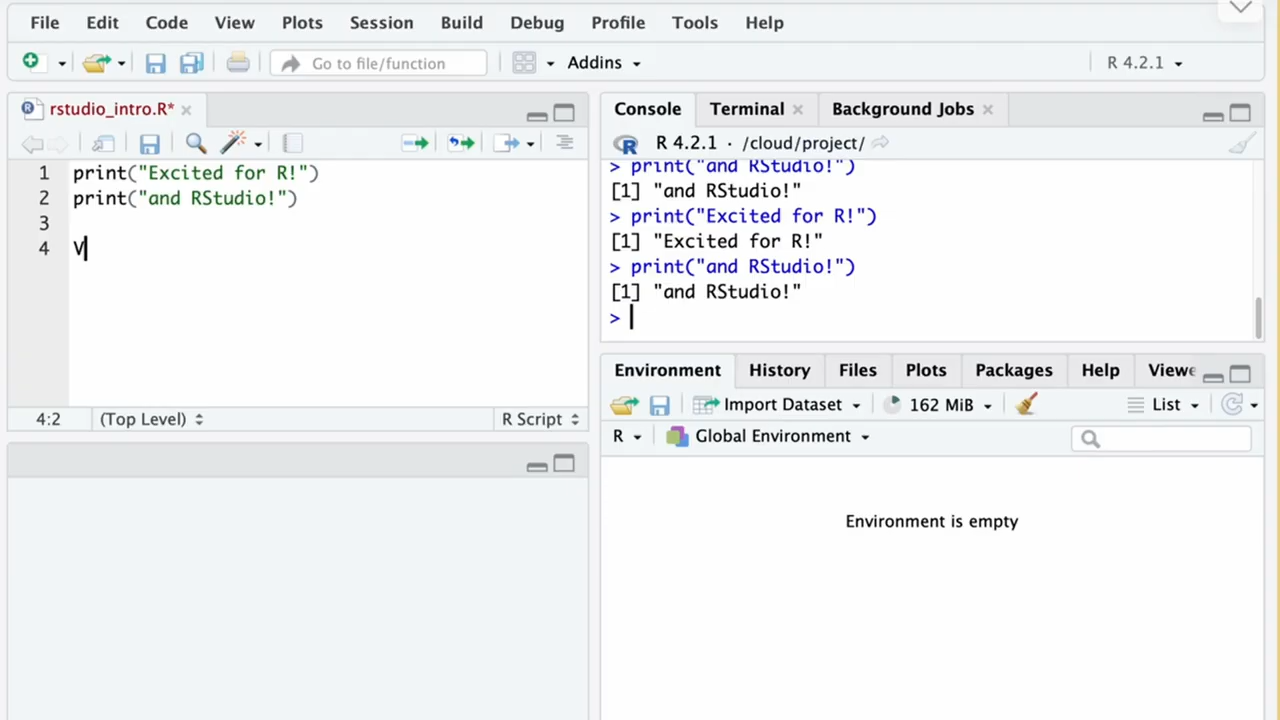 File Edit Code View Plots Session Build Debug Profile Tools Help
Go to file/function Addins R 4.2.1
rstudio_intro.R*
1 print("Excited for R!")
2 print("and RStudio!")
3
4 V
4:2 (Top Level) R Script
Console Terminal Background Jobs
R 4.2.1 · /cloud/project/
> print("and RStudio!")
[1] "and RStudio!"
> print("Excited for R!")
[1] "Excited for R!"
> print("and RStudio!")
[1] "and RStudio!"
>
Environment History Files Plots Packages Help Viewe
Import Dataset 162 MiB List
R Global Environment
Environment is empty